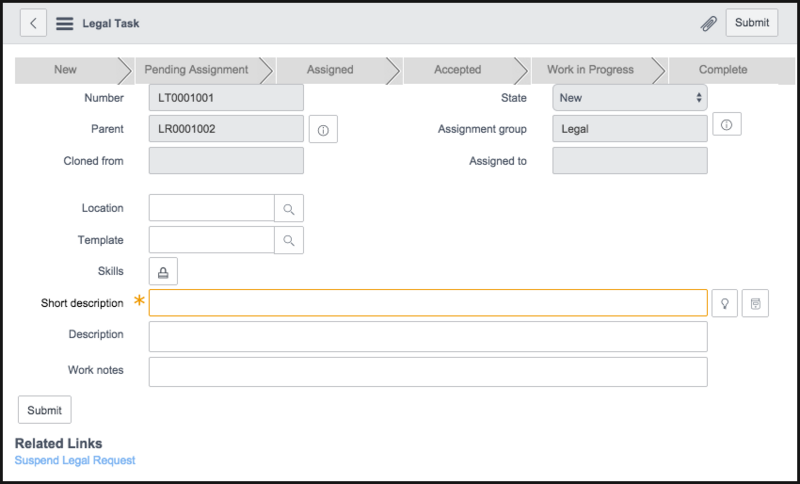 Legal Task
Submit
New
Pending Assignment
Assigned
Accepted
Work in Progress
Complete
Number LT0001001 State New
Parent LR0001002 Assignment group Legal
Cloned from Assigned to
Location
Template
Skills
Short description
Description
Work notes
Submit
Related Links
Suspend Legal Request